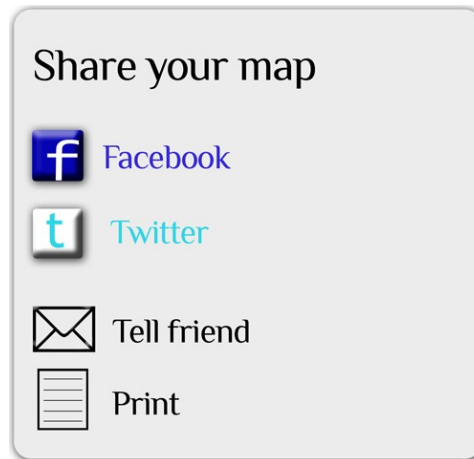 Share your map
f Facebook
t Twitter
Tell friend
Print